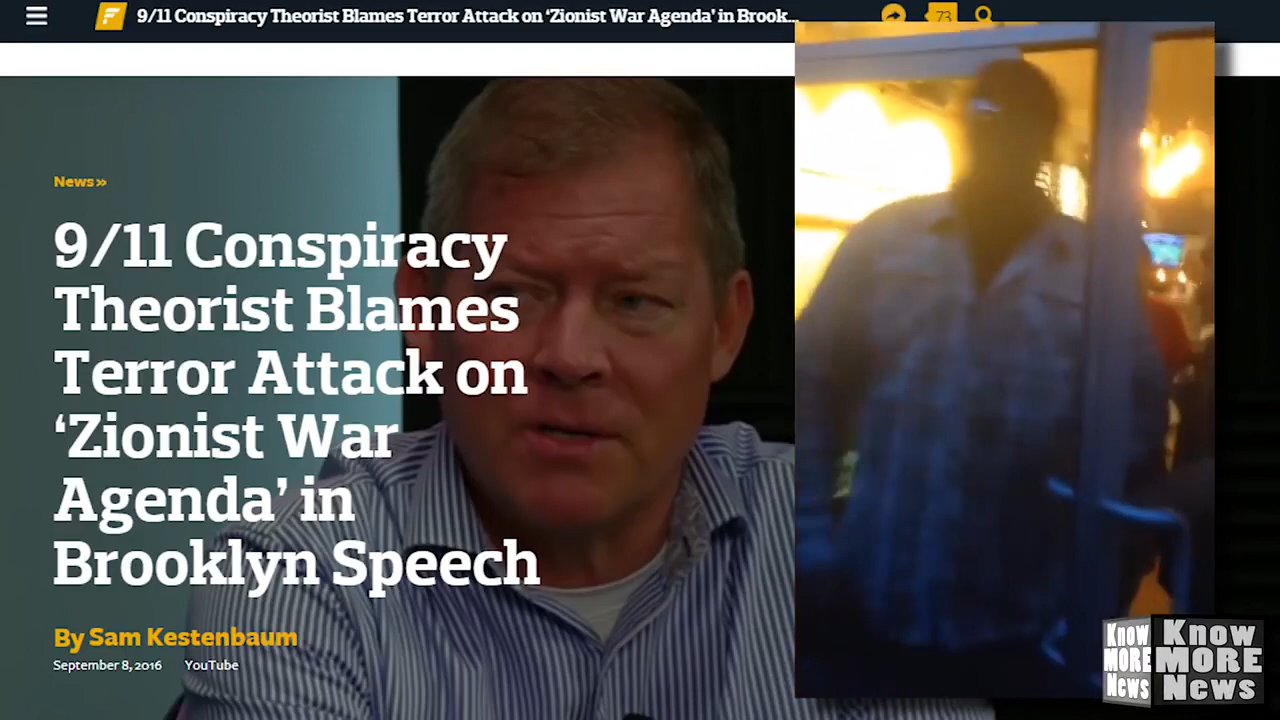 9/11 Conspiracy Theorist Blames Terror Attack on ‘Zionist War Agenda’ in Brook...
73
News»
9/11 Conspiracy
Theorist Blames
Terror Attack on
‘Zionist War
Agenda’ in
Brooklyn Speech
By Sam Kestenbaum
September 8, 2016 YouTube
Know
MORE
News
Know
MORE
News